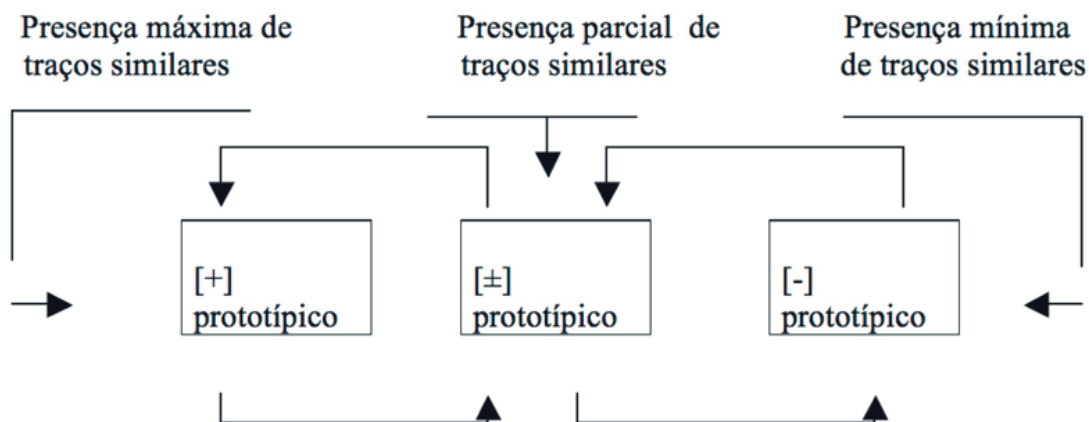 Presença máxima de
traços similares
Presença parcial de
traços similares
Presença mínima
de traços similares
[+]
prototípico
[±]
prototípico
[-]
prototípico